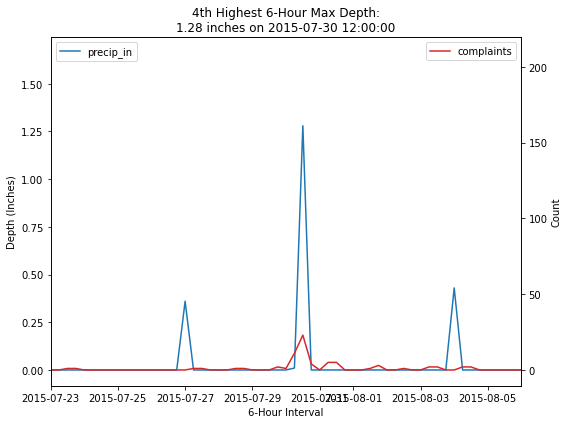 4th Highest 6-Hour Max Depth:
1.28 inches on 2015-07-30 12:00:00
precip_in
complaints
1.50
1.25
1.00
0.75
0.50
0.25
0.00
Depth (Inches)
200
150
100
50
0
Count
2015-07-23 2015-07-25 2015-07-27 2015-07-29 2015-07-31 2015-08-01 2015-08-03 2015-08-05
6-Hour Interval